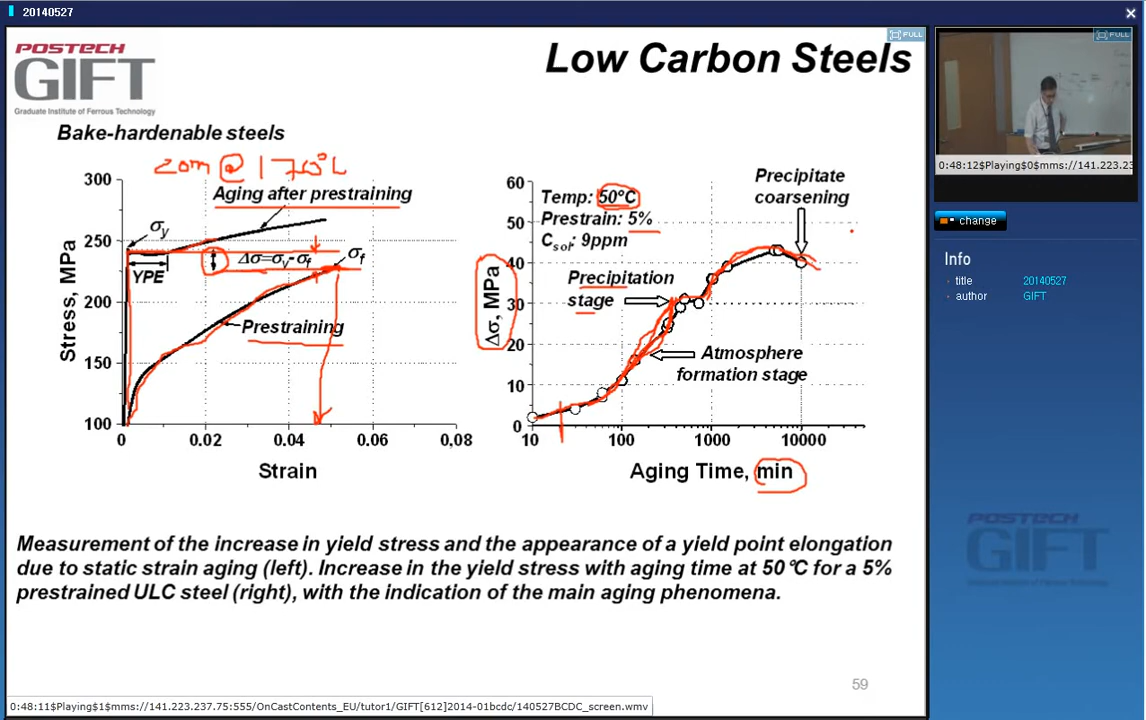 20140527
POSTECH
GIFT
Graduate Institute of Ferrous Technology
Low Carbon Steels
FULL
FULL
Bake-hardenable steels
20m @ 170°C
300
250
200
150
100
Stress, MPa
Aging after prestraining
σy
YPE
Δσ=σy-σf
σf
Prestraining
0
0.02
0.04
0.06
0.08
Strain
60
50
40
30
20
10
0
Δσ, MPa
Temp: 50°C
Prestrain: 5%
Csol: 9ppm
Precipitate
coarsening
Precipitation
stage
Atmosphere
formation stage
10
100
1000
10000
Aging Time, min
Measurement of the increase in yield stress and the appearance of a yield point elongation
due to static strain aging (left). Increase in the yield stress with aging time at 50°C for a 5%
prestrained ULC steel (right), with the indication of the main aging phenomena.
59
0:48:11$Playing$1$mms://141.223.237.75:555/OnCastContents_EU/tutor1/GIFT[612]2014-01bcdc/140527BCDC_screen.wmv
0:48:12$Playing$0$mms://141.223.23
change
Info
title
20140527
author
GIFT
POSTECH
GIFT